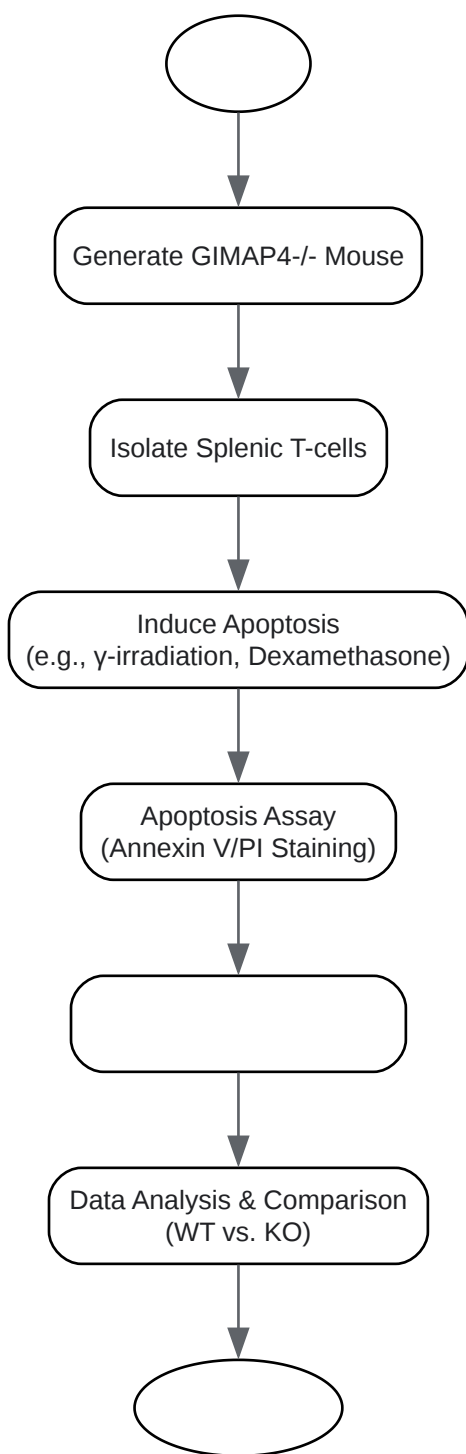 Generate GIMAP4-/- Mouse
Isolate Splenic T-cells
Induce Apoptosis
(e.g., γ-irradiation, Dexamethasone)
Apoptosis Assay
(Annexin V/PI Staining)
Data Analysis & Comparison
(WT vs. KO)